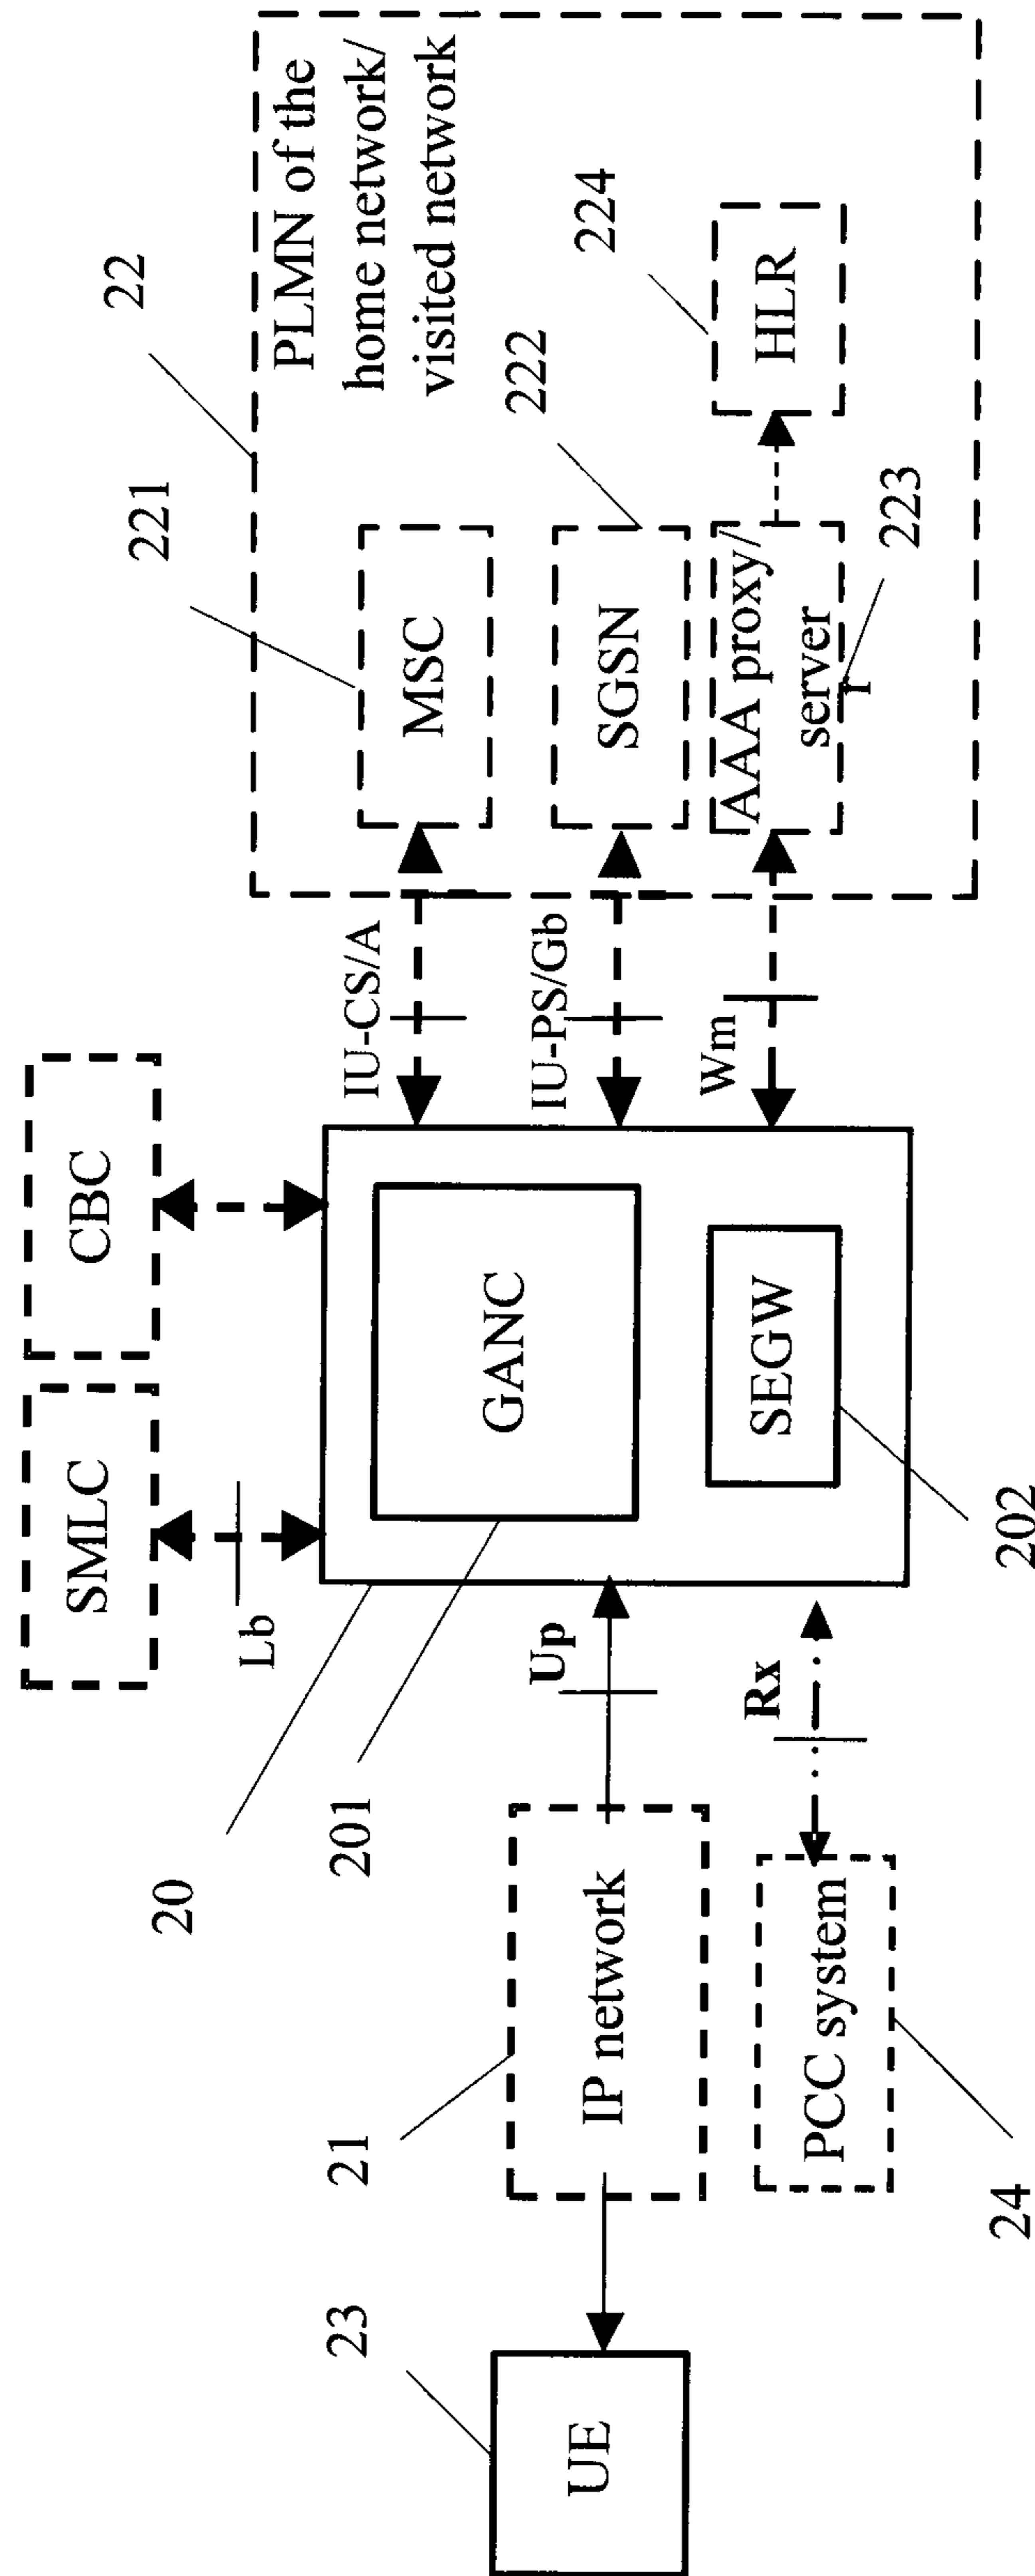 SMLC
CBC
Lb
20
201
GANC
SEGW
202
23
UE
21
IP network
Up
PCC system
Rx
24
IU-CS/A
IU-PS/Gb
Wm
22
PLMN of the
home network/
visited network
221
MSC
222
SGSN
AAA proxy/
server
r
223
224
HLR